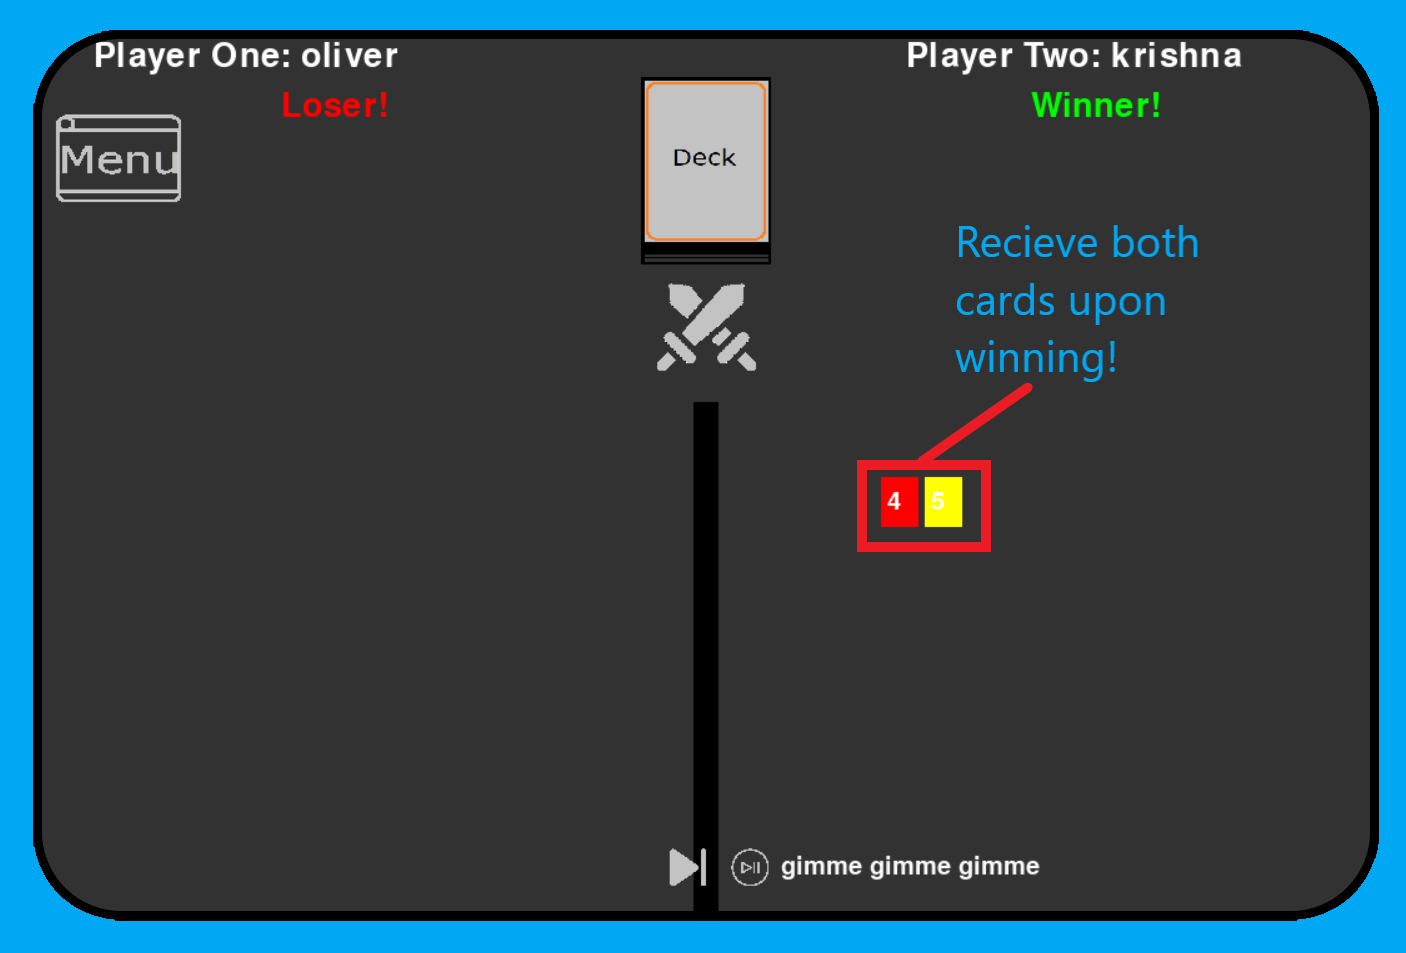 Player One: oliver
Player Two: krishna
Loser!
Winner!
Menu
Deck
Recieve both
cards upon
winning!
4 5
gimme gimme gimme